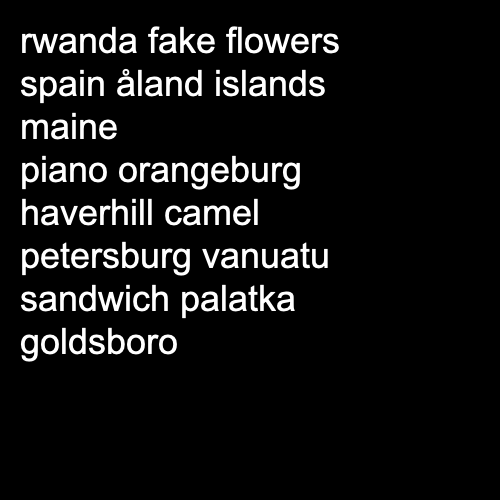 rwanda fake flowers
spain åland islands
maine
piano orangeburg
haverhill camel
petersburg vanuatu
sandwich palatka
goldsboro